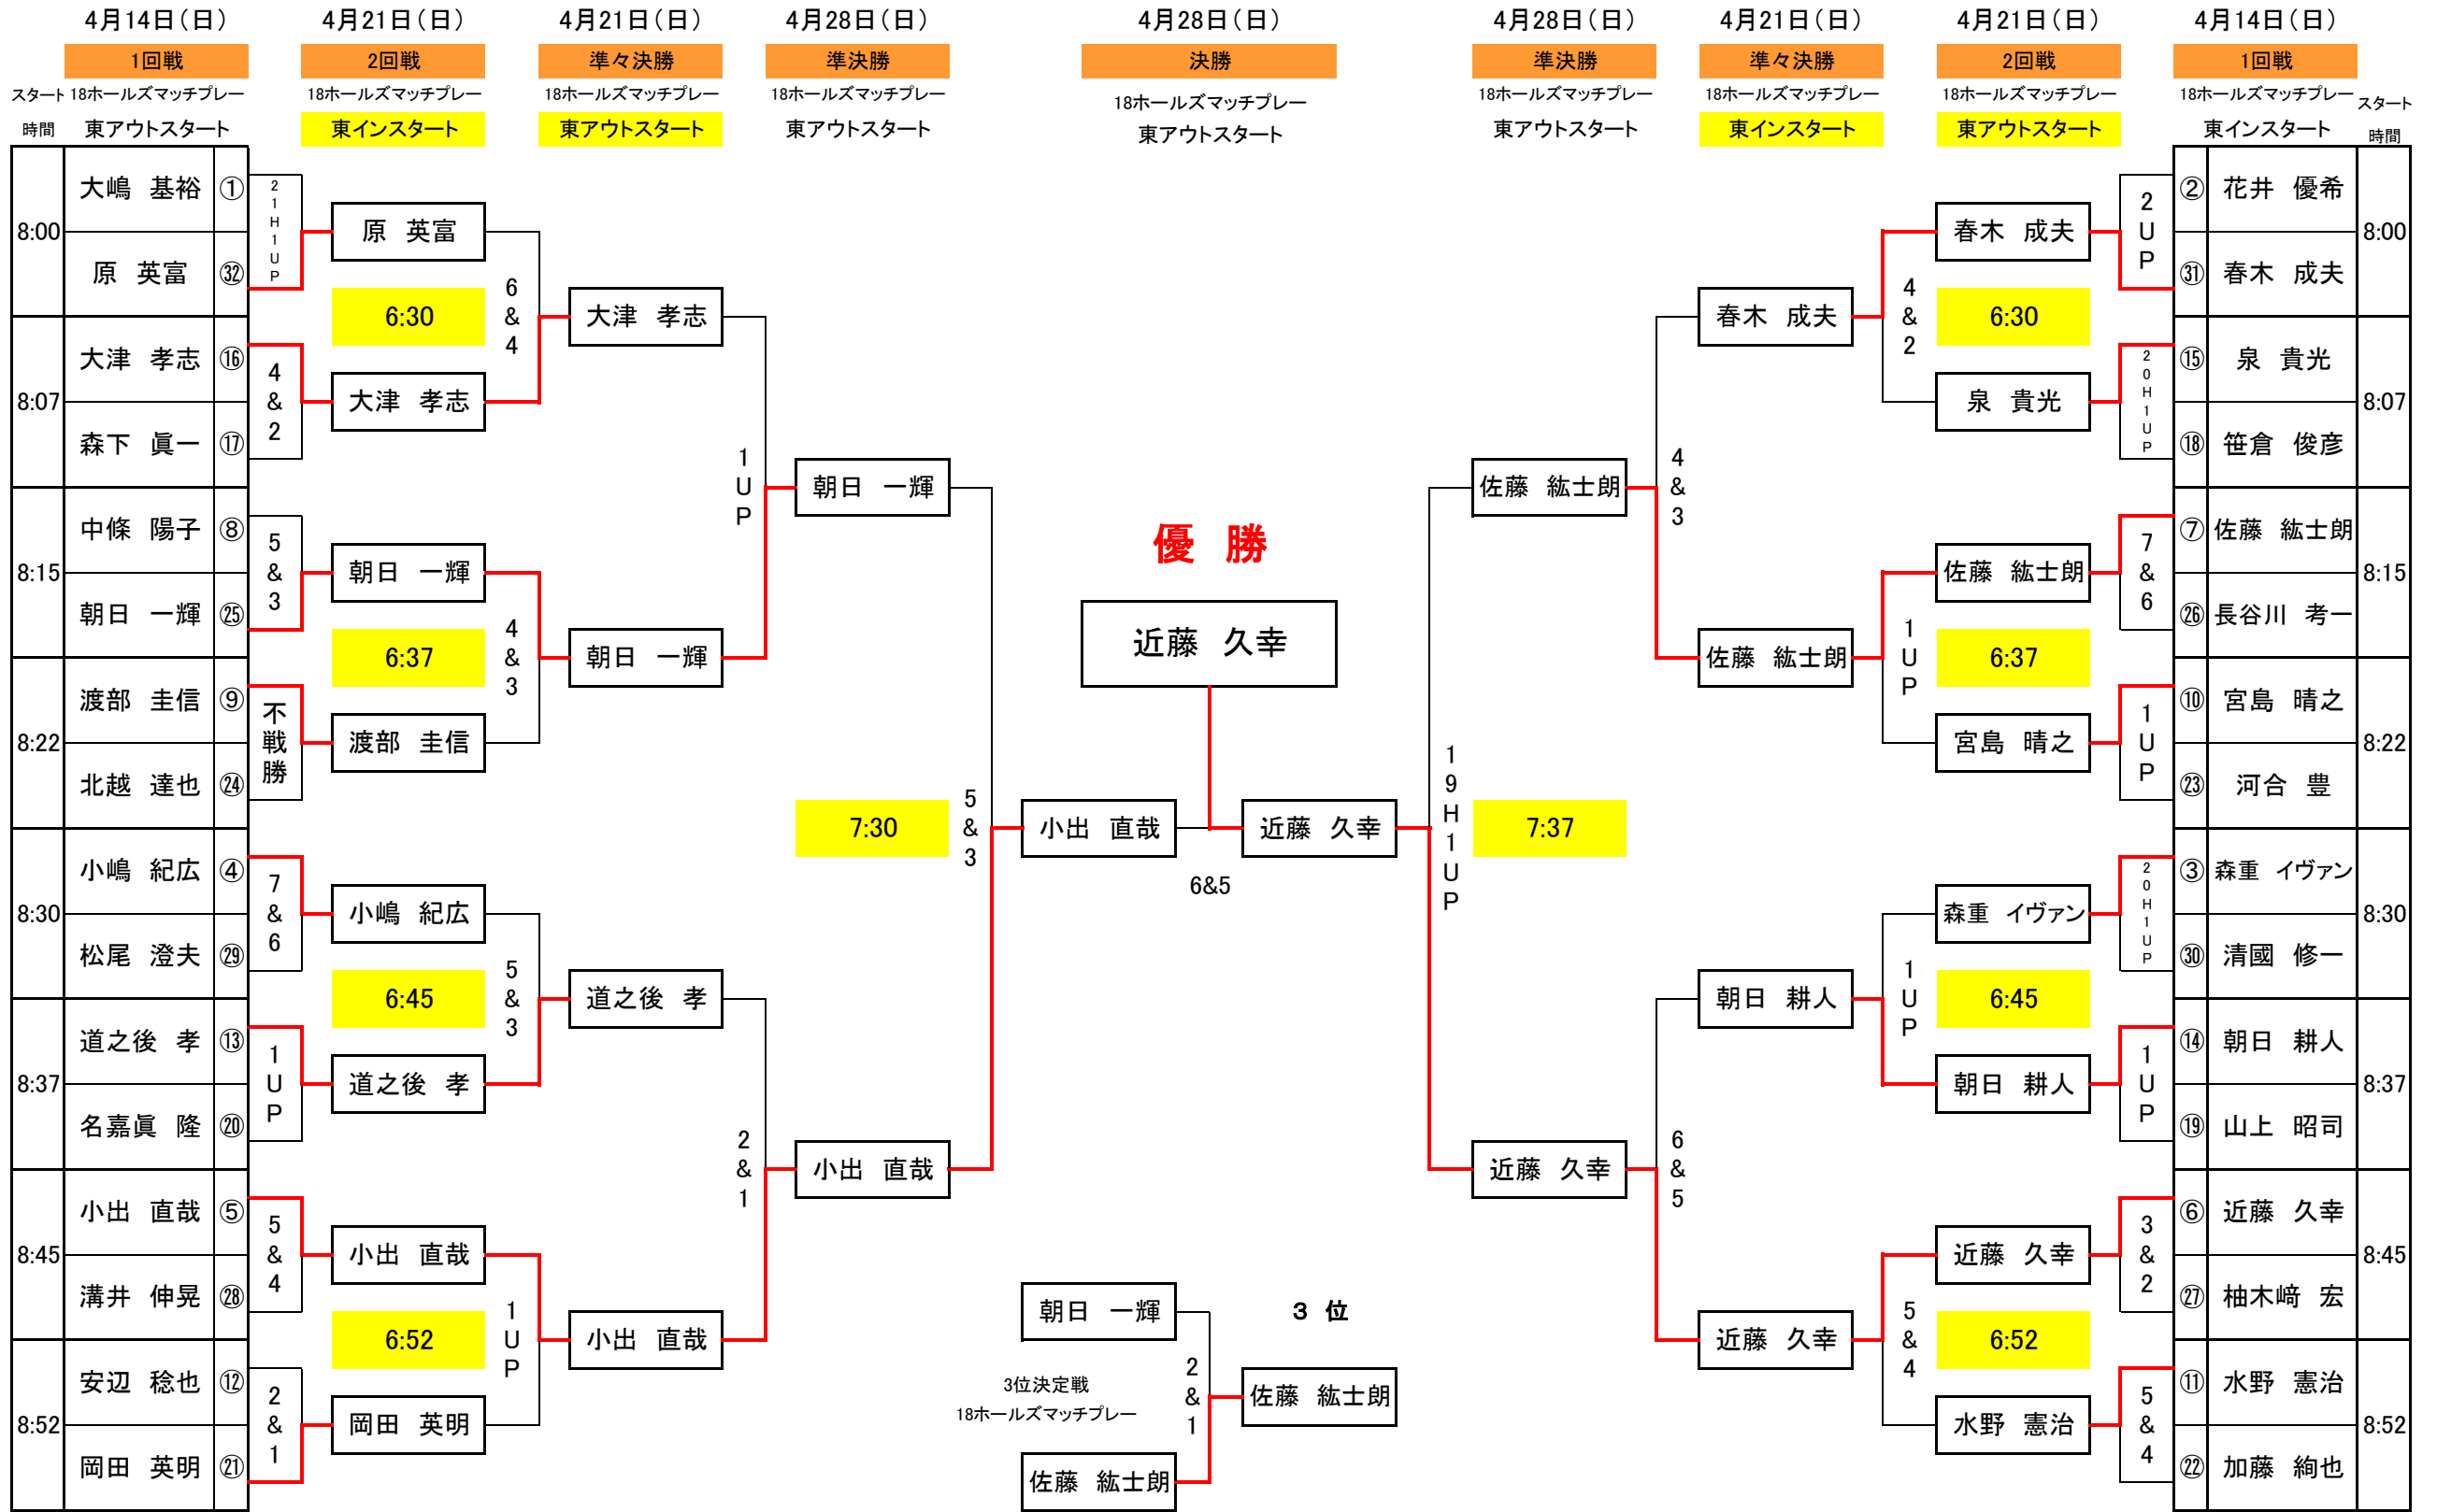 4月14日（日） 4月21日（日） 4月21日（日） 4月28日（日） 4月28日（日） 4月28日（日） 4月21日（日） 4月21日（日） 4月14日（日）
1回戦 2回戦 準々決勝 準決勝 決勝 準決勝 準々決勝 2回戦 1回戦
スタート 18ホールズマッチプレー 18ホールズマッチプレー 18ホールズマッチプレー 18ホールズマッチプレー 18ホールズマッチプレー 18ホールズマッチプレー 18ホールズマッチプレー 18ホールズマッチプレー 18ホールズマッチプレー スタート
時間 東アウトスタート 東インスタート 東アウトスタート 東アウトスタート 東アウトスタート 東アウトスタート 東インスタート 東アウトスタート 東インスタート 時間
8:00
大嶋 基裕 ①
原 英富 ㉜
21H1UP
8:07
大津 孝志 ⑯
森下 眞一 ⑰
4&2
8:15
中條 陽子 ⑧
朝日 一輝 ㉕
5&3
8:22
渡部 圭信 ⑨
北越 達也 ㉔
不戦勝
8:30
小嶋 紀広 ④
松尾 澄夫 ㉙
7&6
8:37
道之後 孝 ⑬
名嘉眞 隆 ⑳
1UP
8:45
小出 直哉 ⑤
溝井 伸晃 ㉘
5&4
8:52
安辺 稔也 ⑫
岡田 英明 ㉑
2&1
原 英富
6:30
大津 孝志
6&4
朝日 一輝
6:37
渡部 圭信
4&3
小嶋 紀広
6:45
道之後 孝
5&3
小出 直哉
6:52
岡田 英明
1UP
大津 孝志
朝日 一輝
1UP
道之後 孝
小出 直哉
2&1
朝日 一輝
7:30
小出 直哉
5&3
優 勝
近藤 久幸
小出 直哉
近藤 久幸
6&5
朝日 一輝
3 位
3位決定戦
18ホールズマッチプレー
2&1
佐藤 紘士朗
佐藤 紘士朗
19H1UP
佐藤 紘士朗
7:37
近藤 久幸
4&3
春木 成夫
佐藤 紘士朗
6&5
朝日 耕人
近藤 久幸
4&2
春木 成夫
6:30
泉 貴光
1UP
佐藤 紘士朗
6:37
宮島 晴之
1UP
森重 イヴァン
6:45
朝日 耕人
5&4
近藤 久幸
6:52
水野 憲治
2UP
② 花井 優希
㉛ 春木 成夫
8:00
20H1UP
⑮ 泉 貴光
⑱ 笹倉 俊彦
8:07
7&6
⑦ 佐藤 紘士朗
㉖ 長谷川 考一
8:15
1UP
⑩ 宮島 晴之
㉓ 河合 豊
8:22
20H1UP
③ 森重 イヴァン
㉚ 清國 修一
8:30
1UP
⑭ 朝日 耕人
⑲ 山上 昭司
8:37
3&2
⑥ 近藤 久幸
㉗ 柚木﨑 宏
8:45
5&4
⑪ 水野 憲治
㉒ 加藤 絢也
8:52